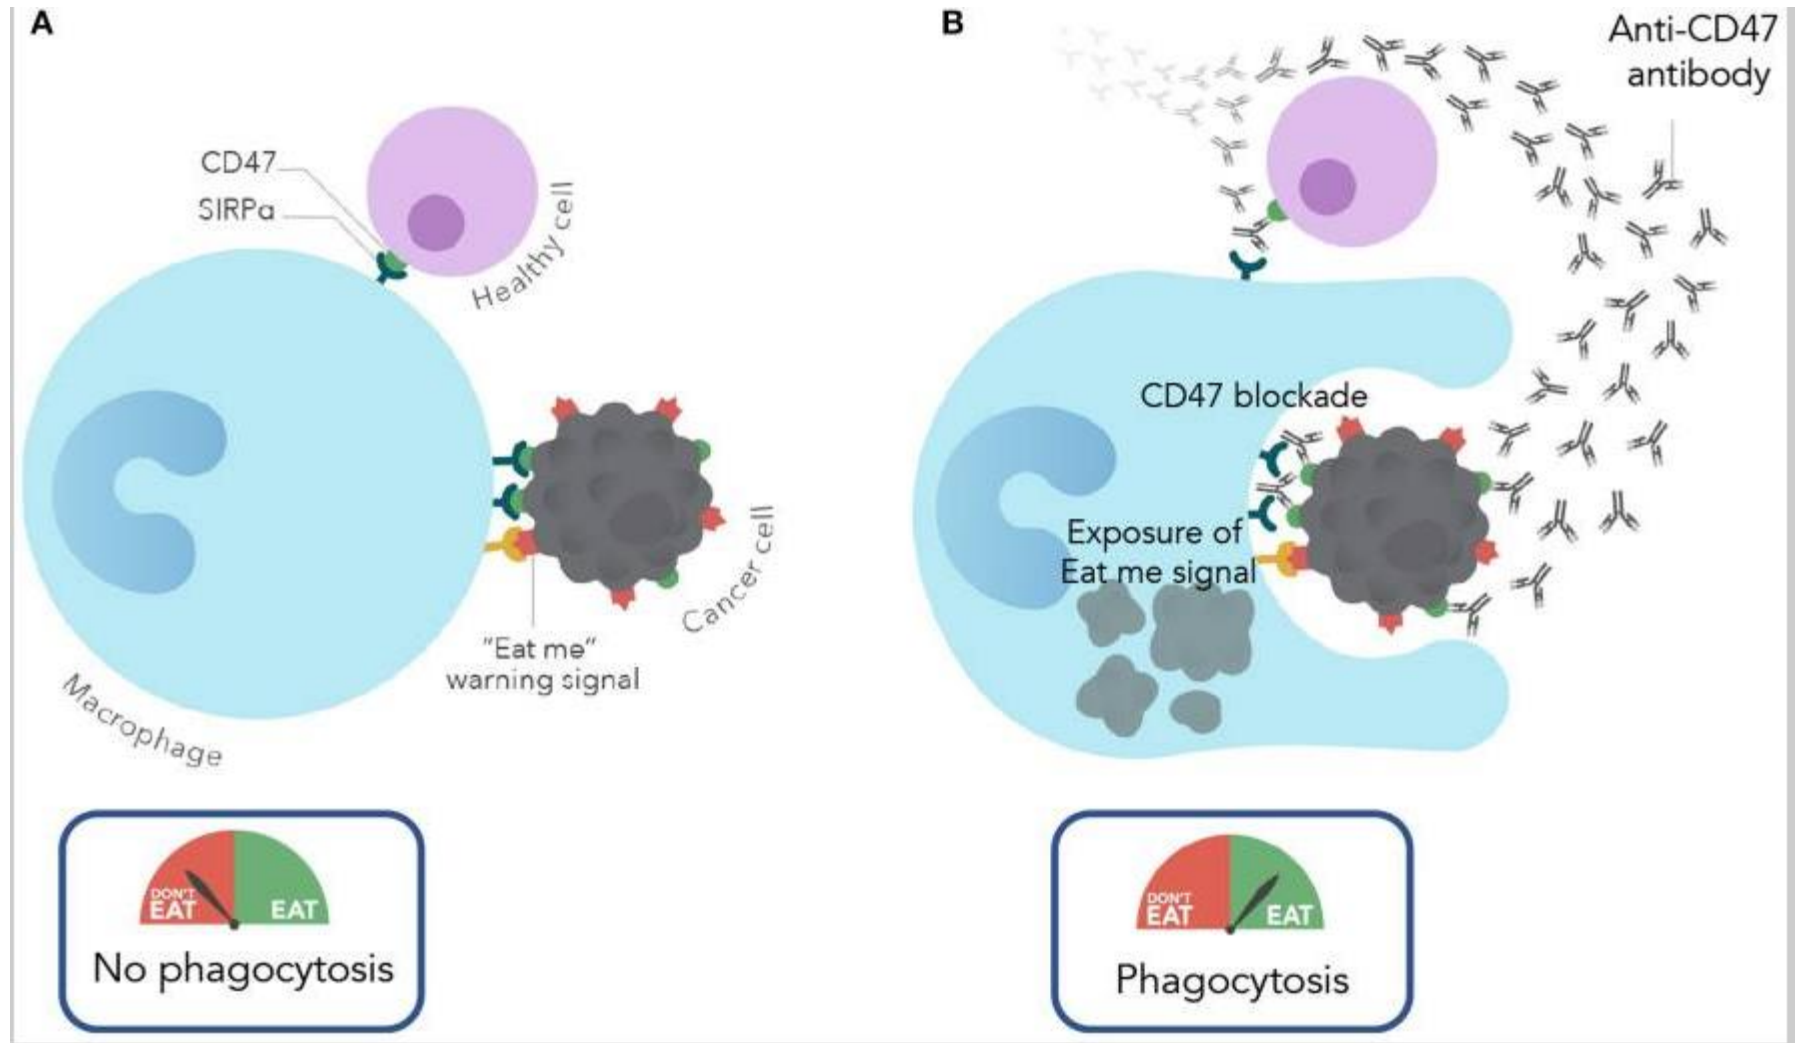 A
CD47
SIRPα
Healthy cell
Cancer cell
"Eat me"
warning signal
Macrophage
DON'T
EAT
EAT
No phagocytosis
B
Anti-CD47
antibody
CD47 blockade
Exposure of
Eat me signal
DON'T
EAT
EAT
Phagocytosis